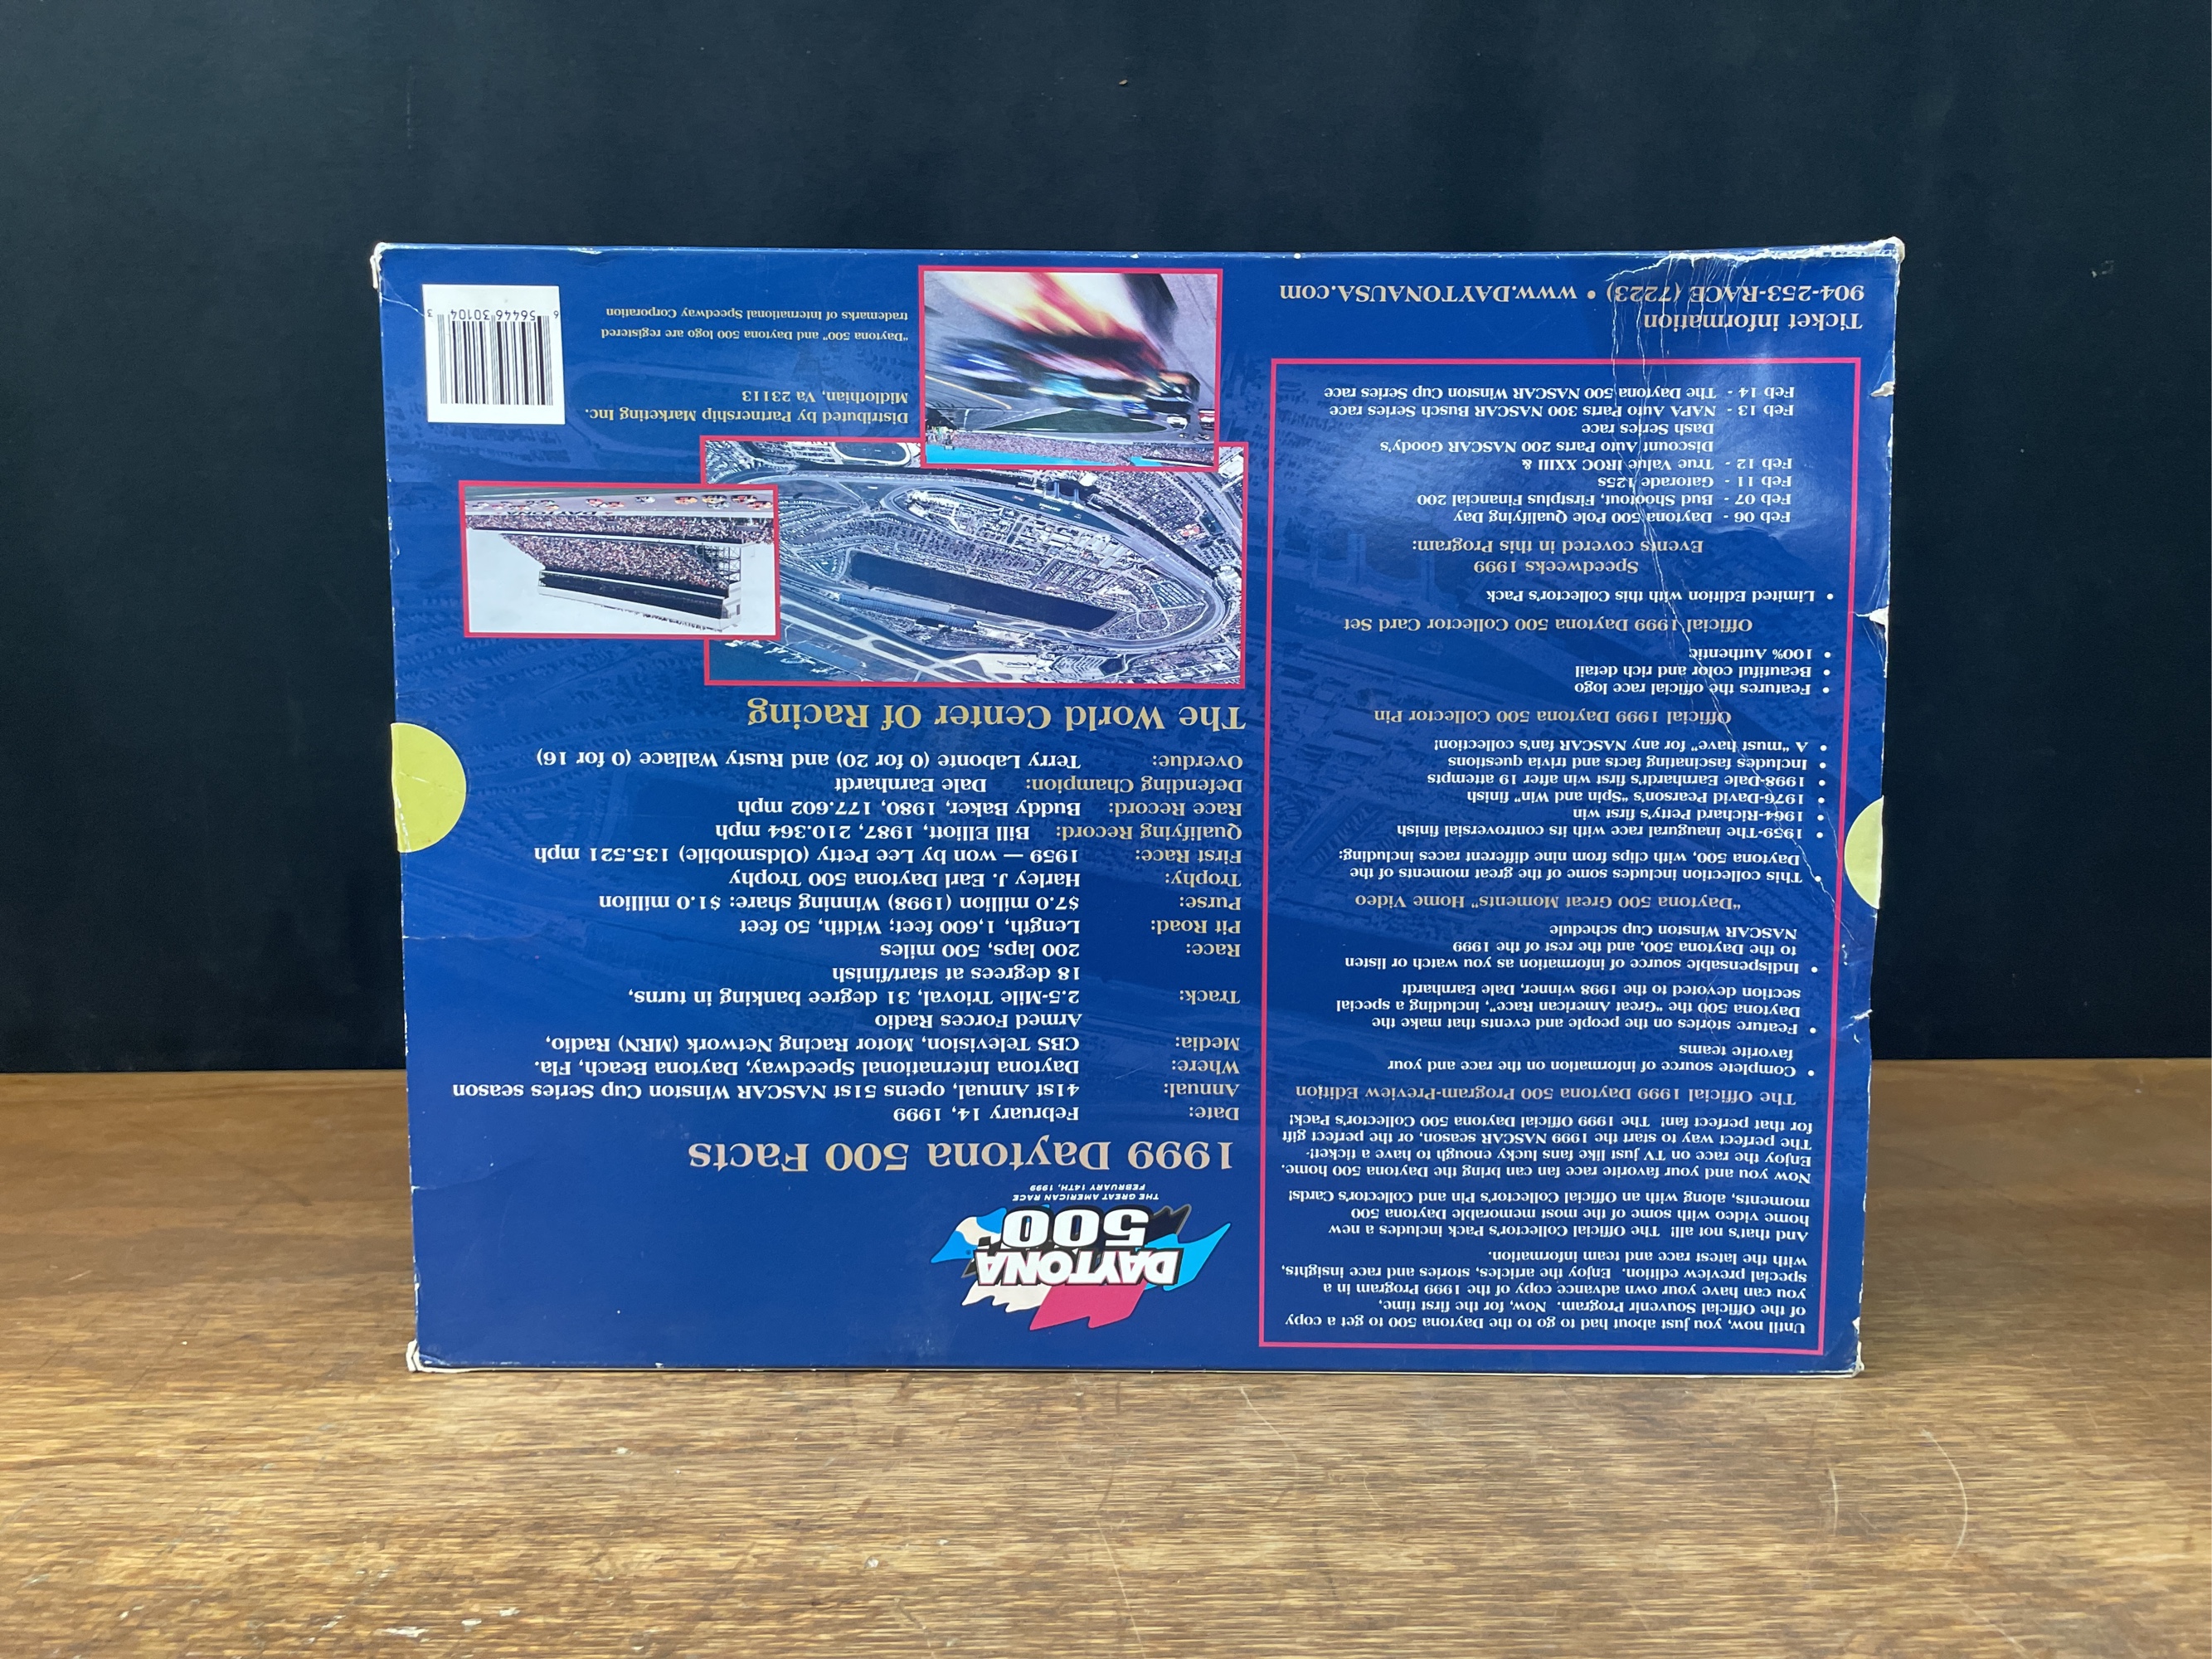 Until now, you just about had to go to the Daytona 500 to get a copy
of the Official Souvenir Program. Now, for the first time,
you can have your own advance copy of the 1999 Program in a
special preview edition. Enjoy the articles, stories and race insights,
with the latest race and team information.
And that's not all! The Official Collector's Pack includes a new
home video with some of the most memorable Daytona 500
moments, along with an Official Collector's Pin and Collector's Cards!
Now you and your favorite race fan can bring the Daytona 500 home.
Enjoy the race on TV just like fans lucky enough to have a ticket!
The perfect way to start the 1999 NASCAR season, or the perfect gift
for that perfect fan! The 1999 Official Daytona 500 Collector's Pack!
The Official 1999 Daytona 500 Program-Preview Edition
• Complete source of information on the race and your
favorite teams
• Feature stories on the people and events that make the
Daytona 500 the "Great American Race", including a special
section devoted to the 1998 winner, Dale Earnhardt
• Indispensable source of information as you watch or listen
to the Daytona 500, and the rest of the 1999
NASCAR Winston Cup schedule
"Daytona 500 Great Moments" Home Video
• This collection includes some of the great moments of the
Daytona 500, with clips from nine different races including:
• 1959-The inaugural race with its controversial finish
• 1964-Richard Petty's first win
• 1976-David Pearson's "Spin and Win" finish
• 1998-Dale Earnhardt's first win after 19 attempts
• Includes fascinating facts and trivia questions
• A "must have" for any NASCAR fan's collection!
Official 1999 Daytona 500 Collector Pin
• Features the official race logo
• Beautiful color and rich detail
• 100% Authentic
Official 1999 Daytona 500 Collector Card Set
• Limited Edition with this Collector's Pack
Speedweeks 1999
Events covered in this Program:
Feb 06 - Daytona 500 Pole Qualifying Day
Feb 07 - Bud Shootout, Firstplus Financial 200
Feb 11 - Gatorade 125s
Feb 12 - True Value IROC XXIII &
Discount Auto Parts 200 NASCAR Goody's
Dash Series race
Feb 13 - NAPA Auto Parts 300 NASCAR Busch Series race
Feb 14 - The Daytona 500 NASCAR Winston Cup Series race
Ticket information
904-253-RACE (7223) • www.DAYTONAUSA.com
DAYTONA
500
THE GREAT AMERICAN RACE
FEBRUARY 14TH, 1999
1999 Daytona 500 Facts
Date: February 14, 1999
Annual: 41st Annual, opens 51st NASCAR Winston Cup Series season
Where: Daytona International Speedway, Daytona Beach, Fla.
Media: CBS Television, Motor Racing Network (MRN) Radio,
Armed Forces Radio
Track: 2.5-Mile Trioval, 31 degree banking in turns,
18 degrees at start/finish
Race: 200 laps, 500 miles
Pit Road: Length, 1,600 feet; Width, 50 feet
Purse: $7.0 million (1998) Winning share: $1.0 million
Trophy: Harley J. Earl Daytona 500 Trophy
First Race: 1959 — won by Lee Petty (Oldsmobile) 135.521 mph
Qualifying Record: Bill Elliott, 1987, 210.364 mph
Race Record: Buddy Baker, 1980, 177.602 mph
Defending Champion: Dale Earnhardt
Overdue: Terry Labonte (0 for 20) and Rusty Wallace (0 for 16)
The World Center Of Racing
DAYTONA
Distributed by Partnership Marketing Inc.
Midlothian, Va 23113
"Daytona 500" and Daytona 500 logo are registered
trademarks of International Speedway Corporation
6 56446 30104 3